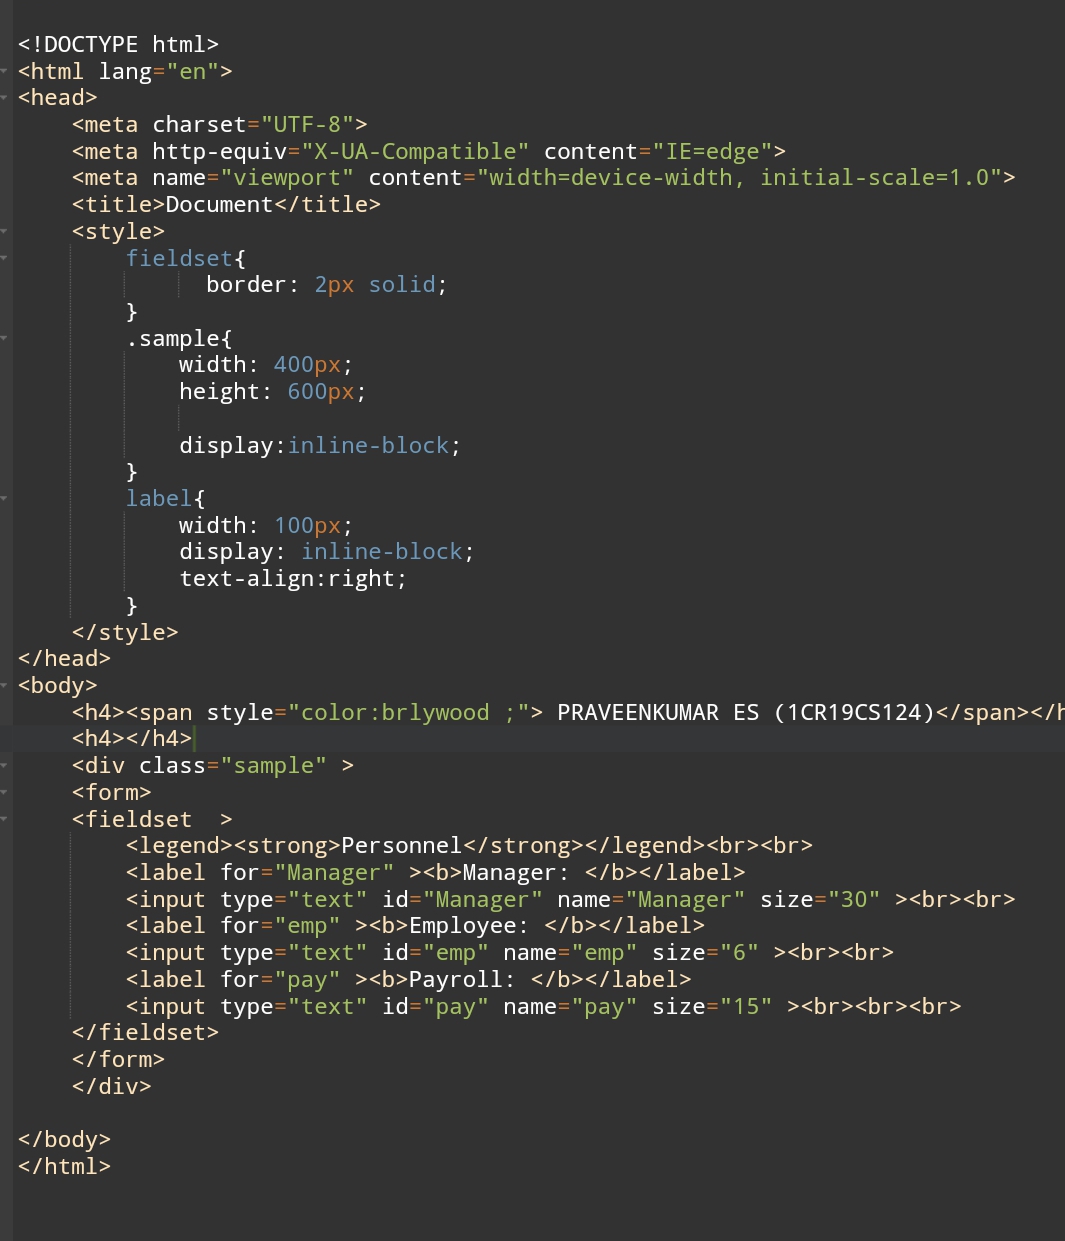 <!DOCTYPE html>
<html lang="en">
<head>
    <meta charset="UTF-8">
    <meta http-equiv="X-UA-Compatible" content="IE=edge">
    <meta name="viewport" content="width=device-width, initial-scale=1.0">
    <title>Document</title>
    <style>
        fieldset{
              border: 2px solid;
        }
        .sample{
            width: 400px;
            height: 600px;

            display:inline-block;
        }
        label{
            width: 100px;
            display: inline-block;
            text-align:right;
        }
    </style>
</head>
<body>
    <h4><span style="color:brlywood ;"> PRAVEENKUMAR ES (1CR19CS124)</span></h
    <h4></h4>
    <div class="sample" >
    <form>
    <fieldset  >
        <legend><strong>Personnel</strong></legend><br><br>
        <label for="Manager" ><b>Manager: </b></label>
        <input type="text" id="Manager" name="Manager" size="30" ><br><br>
        <label for="emp" ><b>Employee: </b></label>
        <input type="text" id="emp" name="emp" size="6" ><br><br>
        <label for="pay" ><b>Payroll: </b></label>
        <input type="text" id="pay" name="pay" size="15" ><br><br><br>
    </fieldset>
    </form>
    </div>

</body>
</html>